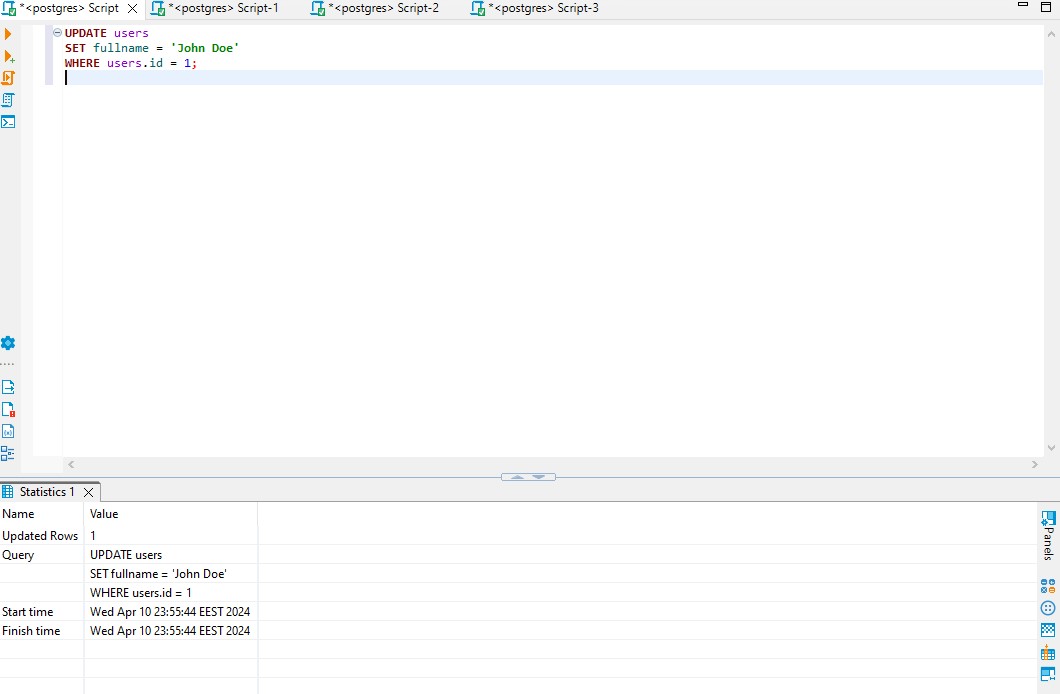 *<postgres> Script *<postgres> Script-1 *<postgres> Script-2 *<postgres> Script-3
UPDATE users
SET fullname = 'John Doe'
WHERE users.id = 1;
Statistics 1
Name Value
Updated Rows 1
Query UPDATE users
SET fullname = 'John Doe'
WHERE users.id = 1
Start time Wed Apr 10 23:55:44 EEST 2024
Finish time Wed Apr 10 23:55:44 EEST 2024
Panels